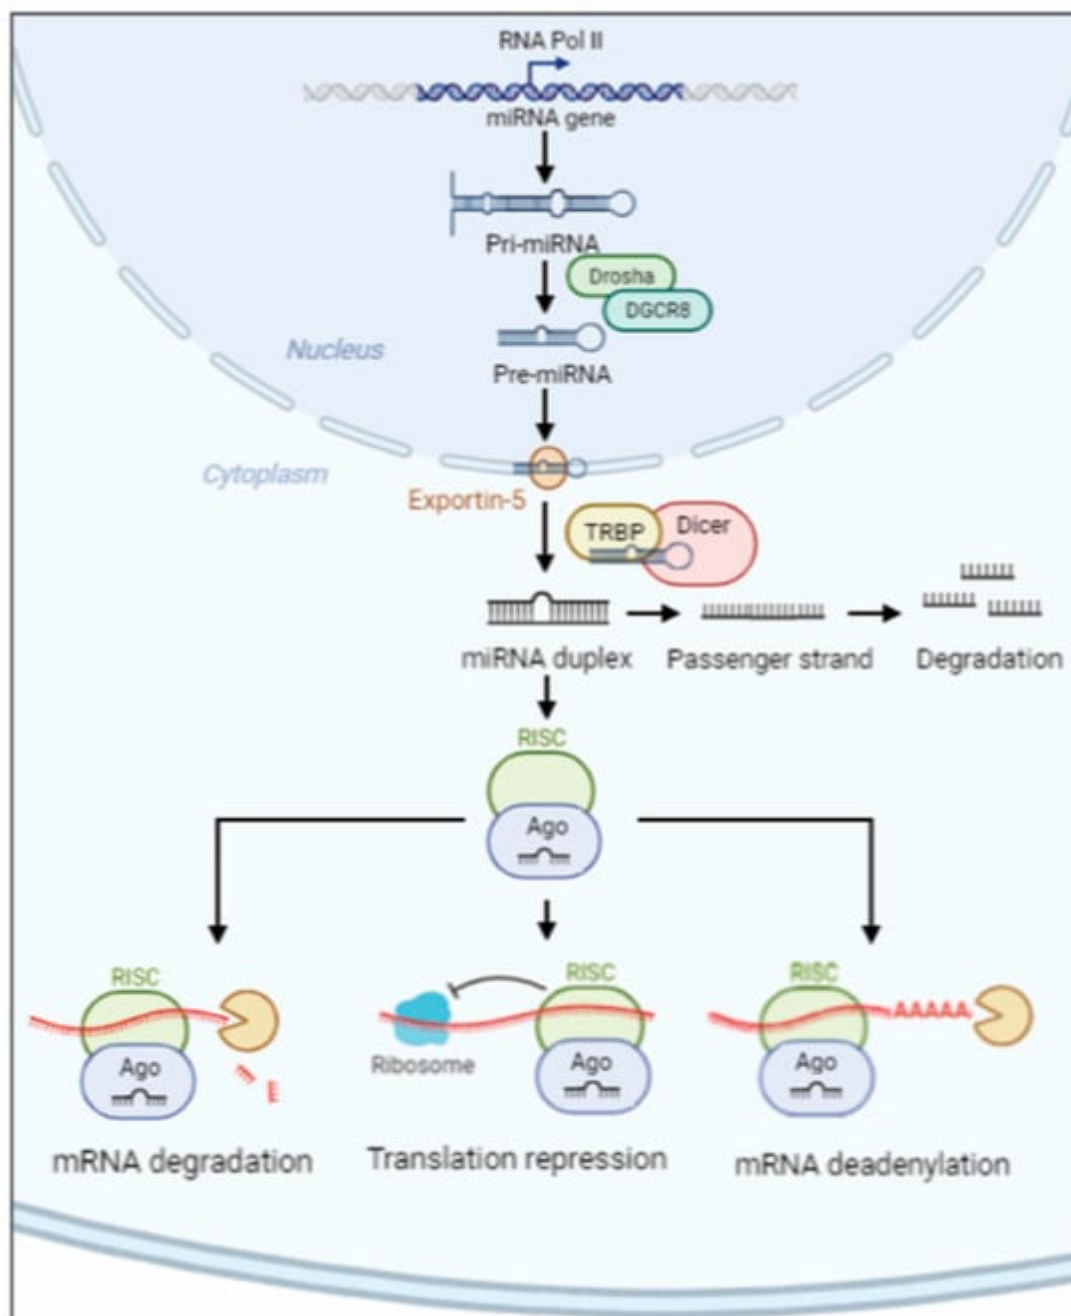 RNA Pol II
miRNA gene
Pri-miRNA
Drosha
DGCR8
Nucleus
Pre-miRNA
Cytoplasm
Exportin-5
TRBP
Dicer
miRNA duplex
Passenger strand
Degradation
RISC
Ago
RISC
Ago
mRNA degradation
Ribosome
RISC
Ago
Translation repression
RISC
AAAAA
Ago
mRNA deadenylation